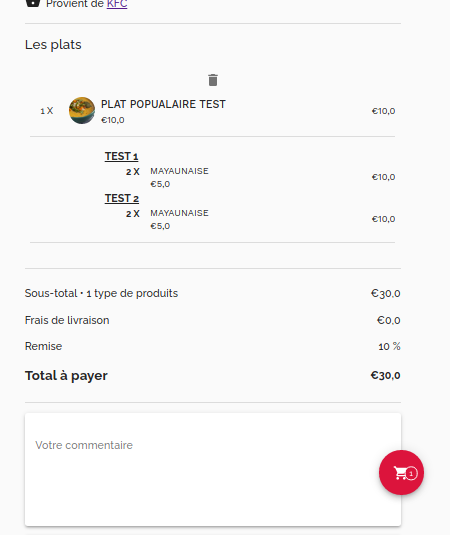 Provient de KFC
Les plats
1 X PLAT POPUALAIRE TEST €10,0
€10,0
TEST 1
2 X MAYAUNAISE €10,0
€5,0
TEST 2
2 X MAYAUNAISE €10,0
€5,0
Sous-total • 1 type de produits €30,0
Frais de livraison €0,0
Remise 10 %
Total à payer €30,0
Votre commentaire
1